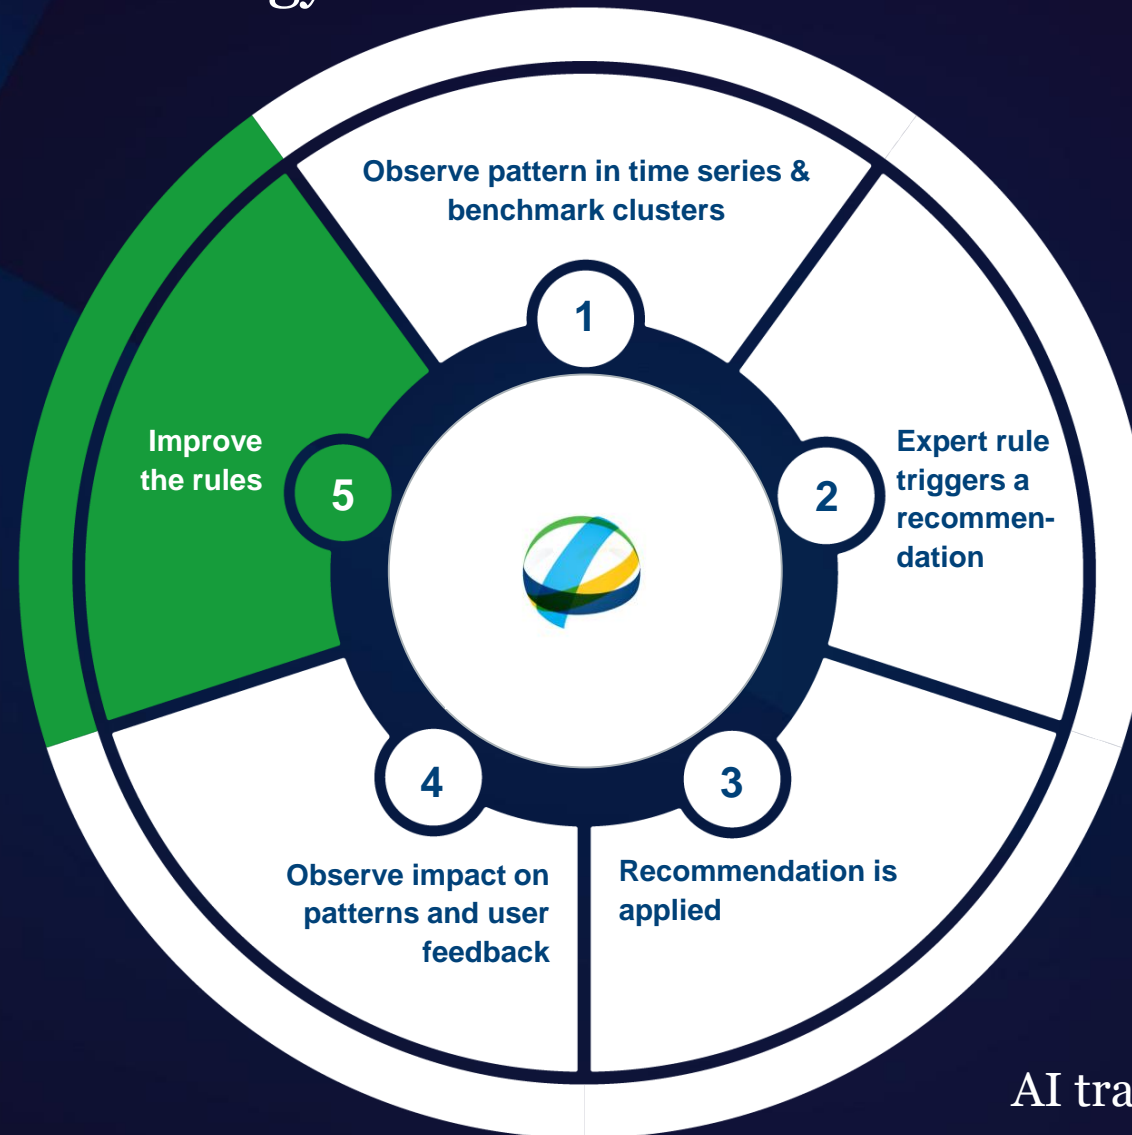 Observe pattern in time series &
benchmark clusters
1
Expert rule
triggers a
recommen-
dation
2
Recommendation is
applied
3
Observe impact on
patterns and user
feedback
4
Improve
the rules
5
AI tra